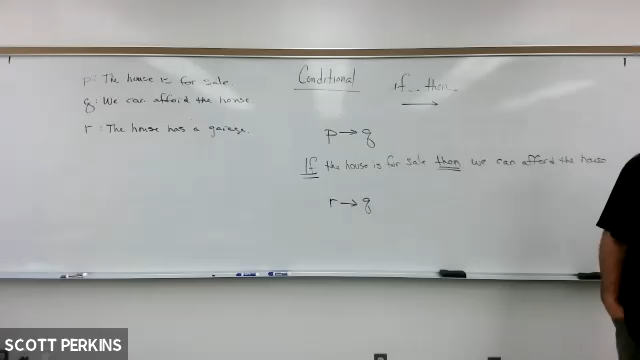 p: The house is for sale.
q: We can afford the house
r: The house has a garage.
Conditional
if... then...
→
p → q
If the house is for sale then we can afford the house
r → q
SCOTT PERKINS